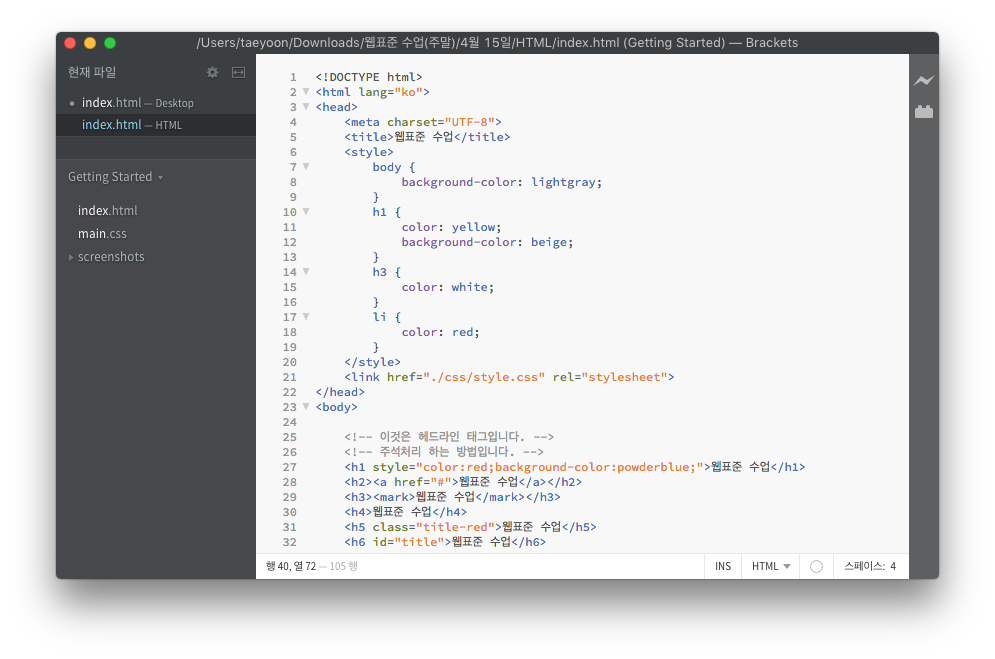 /Users/taeyoon/Downloads/웹표준 수업(주말)/4월 15일/HTML/index.html (Getting Started) — Brackets
현재 파일
index.html — Desktop
index.html — HTML
Getting Started
index.html
main.css
screenshots
1 <!DOCTYPE html>
2 <html lang="ko">
3 <head>
4     <meta charset="UTF-8">
5     <title>웹표준 수업</title>
6     <style>
7         body {
8             background-color: lightgray;
9         }
10         h1 {
11             color: yellow;
12             background-color: beige;
13         }
14         h3 {
15             color: white;
16         }
17         li {
18             color: red;
19         }
20     </style>
21     <link href="./css/style.css" rel="stylesheet">
22 </head>
23 <body>
24
25     <!-- 이것은 헤드라인 태그입니다. -->
26     <!-- 주석처리 하는 방법입니다. -->
27     <h1 style="color:red;background-color:powderblue;">웹표준 수업</h1>
28     <h2><a href="#">웹표준 수업</a></h2>
29     <h3><mark>웹표준 수업</mark></h3>
30     <h4>웹표준 수업</h4>
31     <h5 class="title-red">웹표준 수업</h5>
32     <h6 id="title">웹표준 수업</h6>
행 40, 열 72 — 105 행
INS
HTML
스페이스: 4